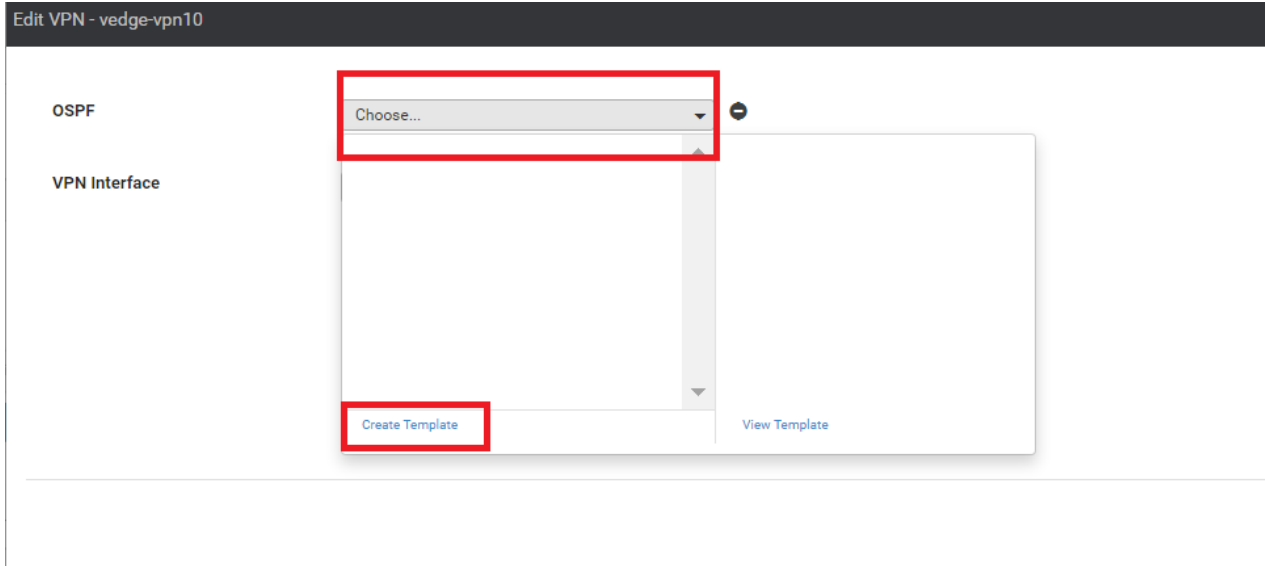 Edit VPN - vedge-vpn10
OSPF
Choose...
VPN Interface
Create Template
View Template